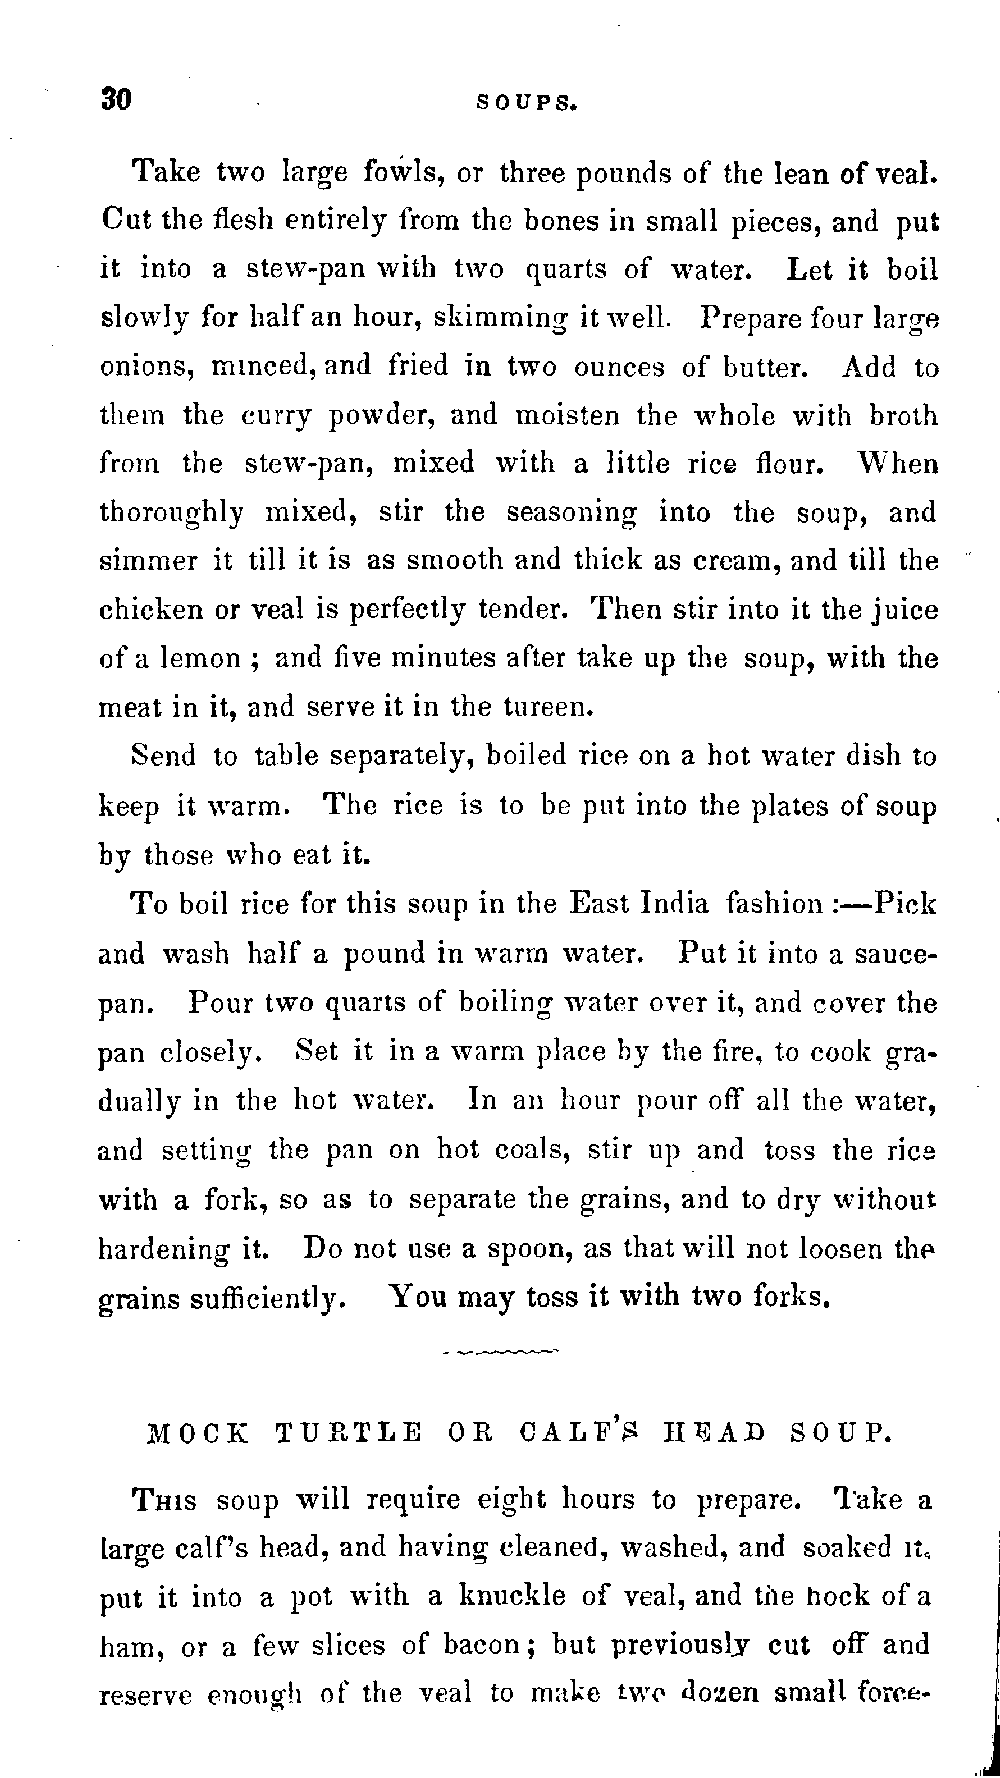 30 SOUPS.
Take two large fowls, or three pounds of the lean of veal.
Cut the flesh entirely from the bones in small pieces, and put
it into a stew-pan with two quarts of water. Let it boil
slowly for half an hour, skimming it well. Prepare four large
onions, minced, and fried in two ounces of butter. Add to
them the curry powder, and moisten the whole with broth
from the stew-pan, mixed with a little rice flour. When
thoroughly mixed, stir the seasoning into the soup, and
simmer it till it is as smooth and thick as cream, and till the
chicken or veal is perfectly tender. Then stir into it the juice
of a lemon ; and five minutes after take up the soup, with the
meat in it, and serve it in the tureen.
Send to table separately, boiled rice on a hot water dish to
keep it warm. The rice is to be put into the plates of soup
by those who eat it.
To boil rice for this soup in the East India fashion :—Pick
and wash half a pound in warm water. Put it into a sauce-
pan. Pour two quarts of boiling water over it, and cover the
pan closely. Set it in a warm place by the fire, to cook gra-
dually in the hot water. In an hour pour off all the water,
and setting the pan on hot coals, stir up and toss the rice
with a fork, so as to separate the grains, and to dry without
hardening it. Do not use a spoon, as that will not loosen the
grains sufficiently. You may toss it with two forks.
MOCK TURTLE OR CALF'S HEAD SOUP.
THIS soup will require eight hours to prepare. Take a
large calf's head, and having cleaned, washed, and soaked it,
put it into a pot with a knuckle of veal, and the hock of a
ham, or a few slices of bacon ; but previously cut off and
reserve enough of the veal to make two dozen small force-